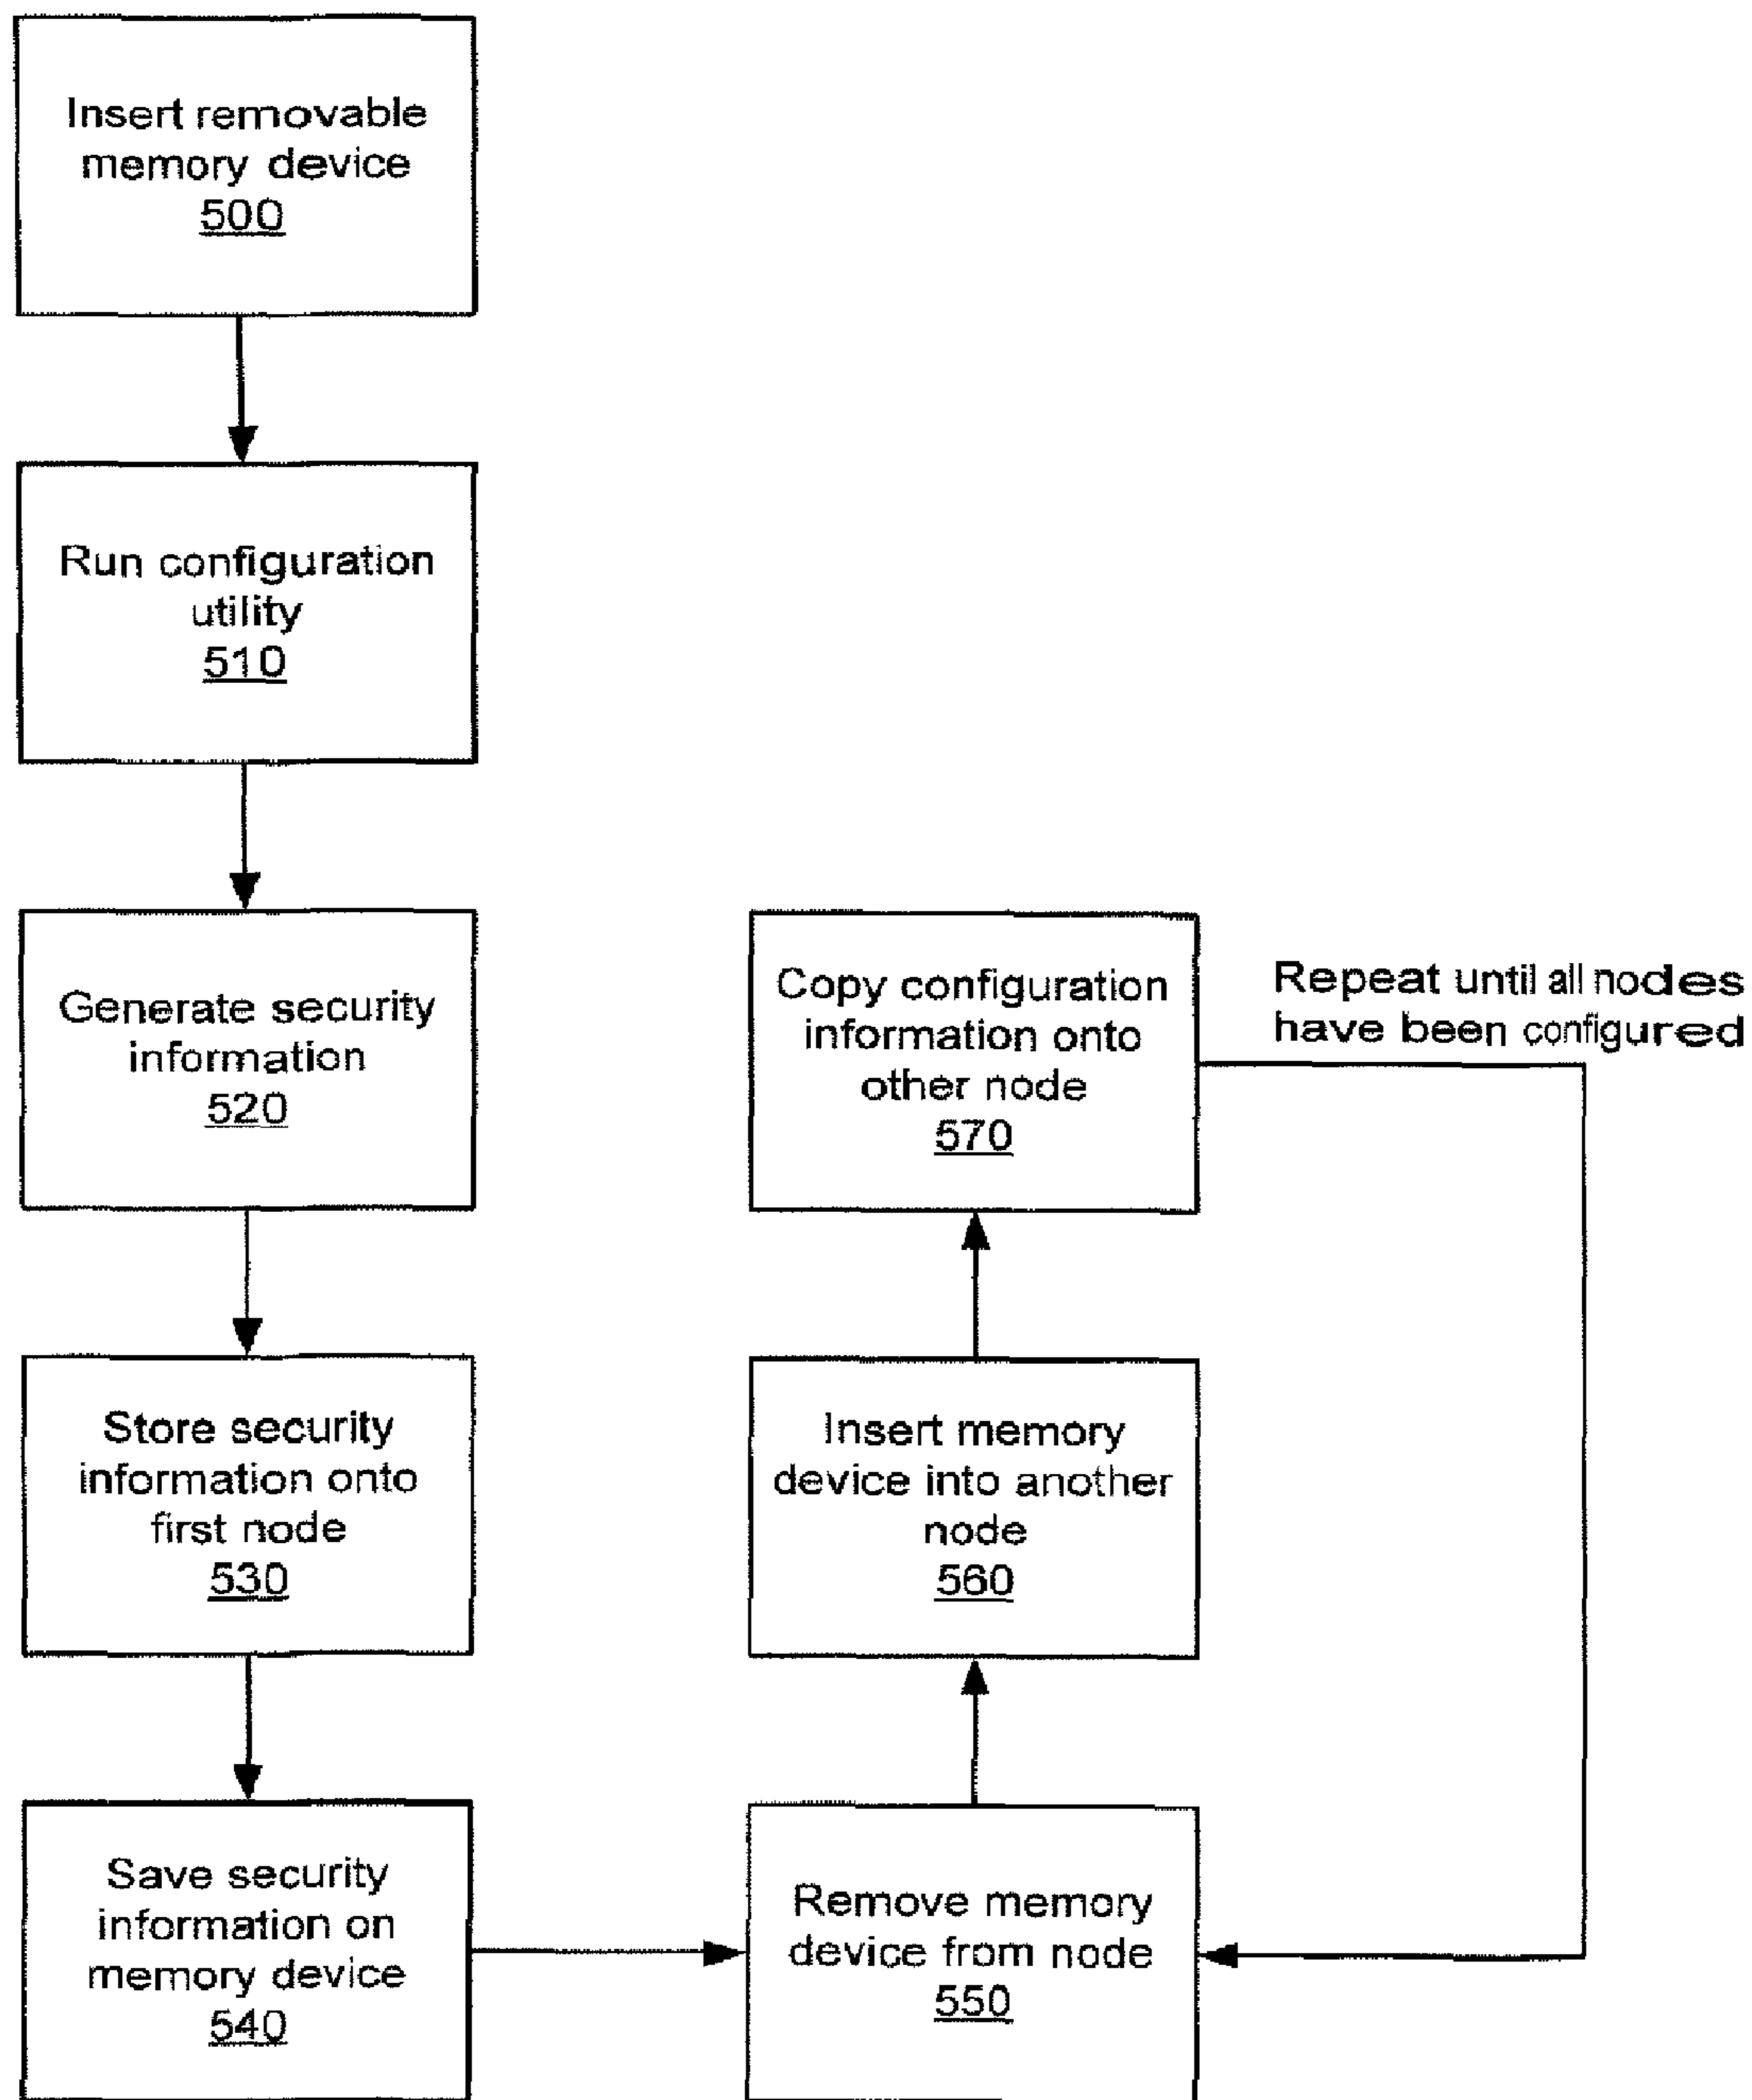 Insert removable
memory device
500
Run configuration
utility
510
Generate security
information
520
Store security
information onto
first node
530
Save security
information on
memory device
540
Remove memory
device from node
550
Insert memory
device into another
node
560
Copy configuration
information onto
other node
570
Repeat until all nodes
have been configured